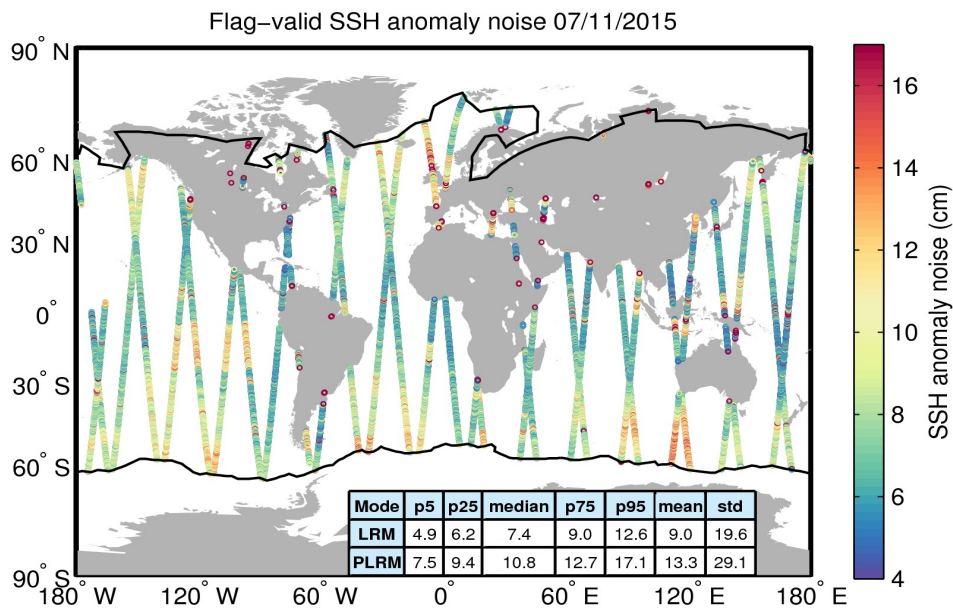 Flag−valid SSH anomaly noise 07/11/2015
90° N
60° N
30° N
0°
30° S
60° S
90° S
180° W 120° W 60° W 0° 60° E 120° E 180° E
16
14
12
10
8
6
4
SSH anomaly noise (cm)
Mode p5 p25 median p75 p95 mean std
LRM 4.9 6.2 7.4 9.0 12.6 9.0 19.6
PLRM 7.5 9.4 10.8 12.7 17.1 13.3 29.1